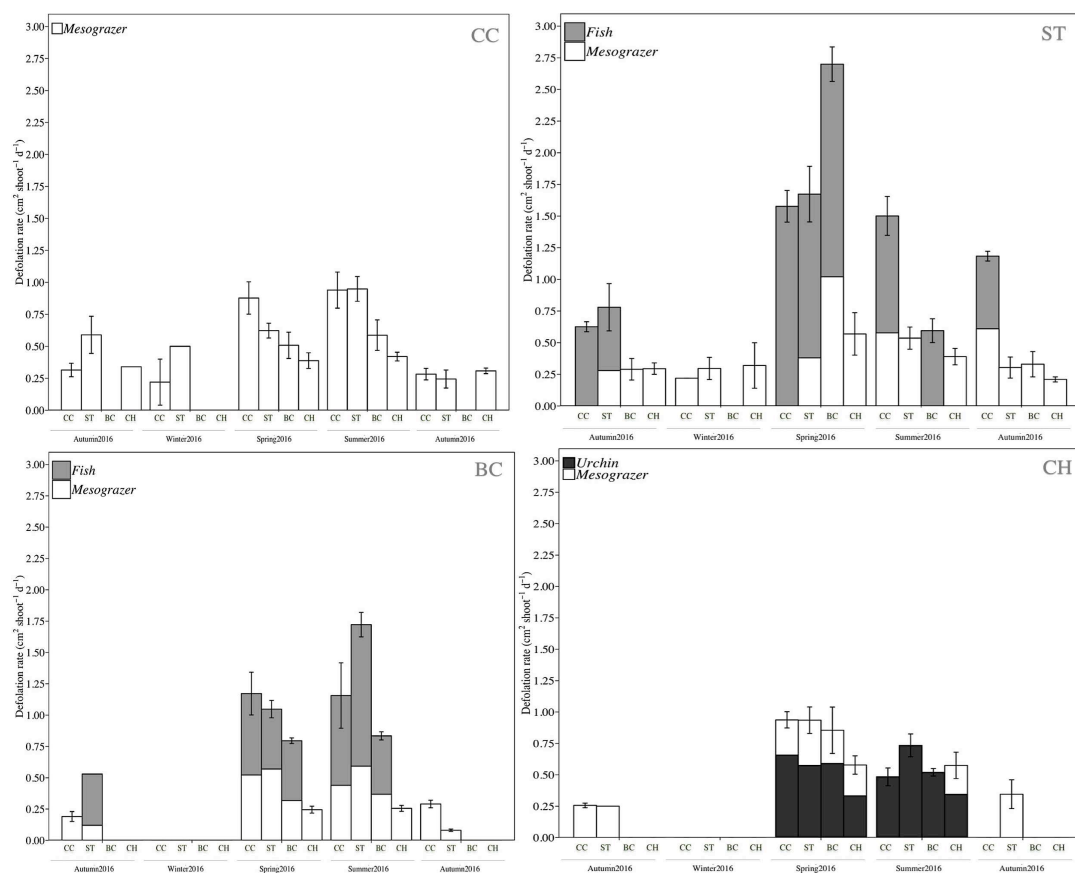 Mesograzer
CC
3.00
2.75
2.50
2.25
2.00
1.75
1.50
1.25
1.00
0.75
0.50
0.25
0.00
Defolation rate (cm² shoot⁻¹ d⁻¹)
CC ST BC CH CC ST BC CH CC ST BC CH CC ST BC CH CC ST BC CH
Autumn2016 Winter2016 Spring2016 Summer2016 Autumn2016
Fish
Mesograzer
ST
3.00
2.75
2.50
2.25
2.00
1.75
1.50
1.25
1.00
0.75
0.50
0.25
0.00
Defolation rate (cm² shoot⁻¹ d⁻¹)
CC ST BC CH CC ST BC CH CC ST BC CH CC ST BC CH CC ST BC CH
Autumn2016 Winter2016 Spring2016 Summer2016 Autumn2016
Fish
Mesograzer
BC
3.00
2.75
2.50
2.25
2.00
1.75
1.50
1.25
1.00
0.75
0.50
0.25
0.00
Defolation rate (cm² shoot⁻¹ d⁻¹)
CC ST BC CH CC ST BC CH CC ST BC CH CC ST BC CH CC ST BC CH
Autumn2016 Winter2016 Spring2016 Summer2016 Autumn2016
Urchin
Mesograzer
CH
3.00
2.75
2.50
2.25
2.00
1.75
1.50
1.25
1.00
0.75
0.50
0.25
0.00
Defolation rate (cm² shoot⁻¹ d⁻¹)
CC ST BC CH CC ST BC CH CC ST BC CH CC ST BC CH CC ST BC CH
Autumn2016 Winter2016 Spring2016 Summer2016 Autumn2016